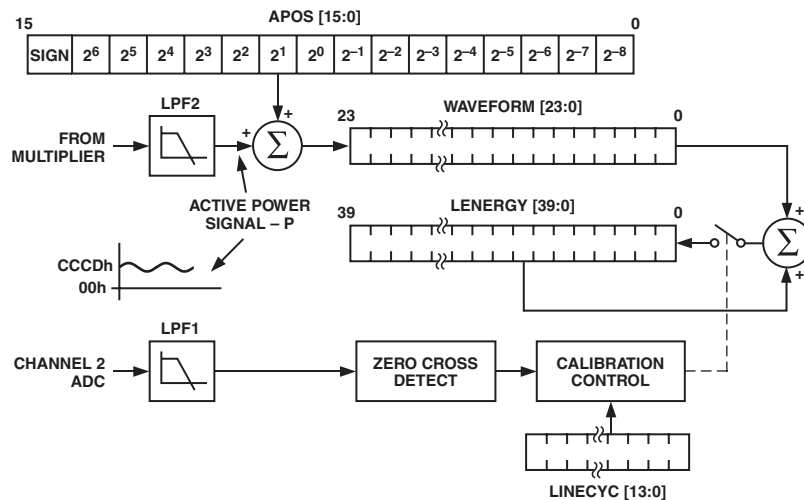 APOS [15:0]
15 0
SIGN 2⁶ 2⁵ 2⁴ 2³ 2² 2¹ 2⁰ 2⁻¹ 2⁻² 2⁻³ 2⁻⁴ 2⁻⁵ 2⁻⁶ 2⁻⁷ 2⁻⁸
LPF2
FROM
MULTIPLIER
+
+
Σ
WAVEFORM [23:0]
23 0
ACTIVE POWER
SIGNAL – P
LENERGY [39:0]
39 0
+
Σ
+
CCCDh
00h
LPF1
CHANNEL 2
ADC
ZERO CROSS
DETECT
CALIBRATION
CONTROL
LINECYC [13:0]